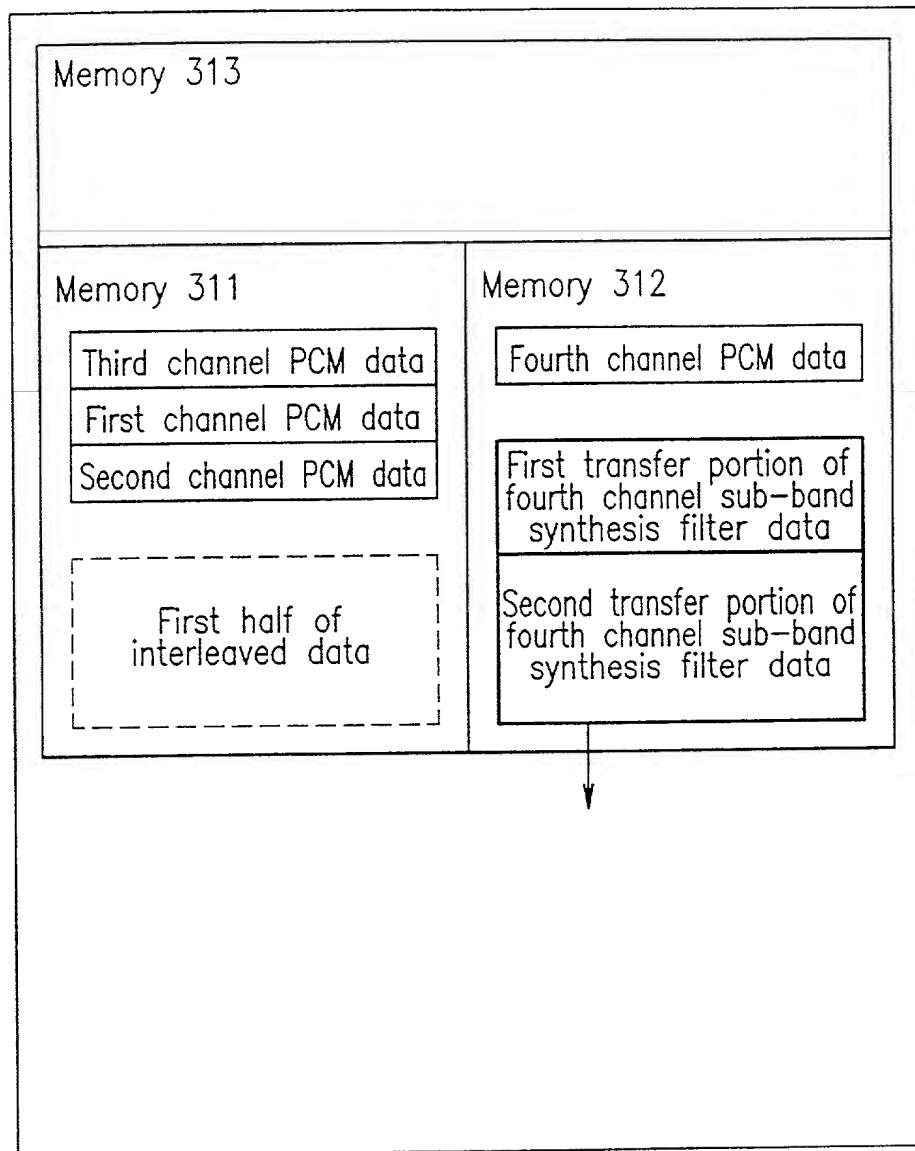 Memory 313
Memory 311
Third channel PCM data
First channel PCM data
Second channel PCM data
First half of
interleaved data
Memory 312
Fourth channel PCM data
First transfer portion of
fourth channel sub-band
synthesis filter data
Second transfer portion of
fourth channel sub-band
synthesis filter data